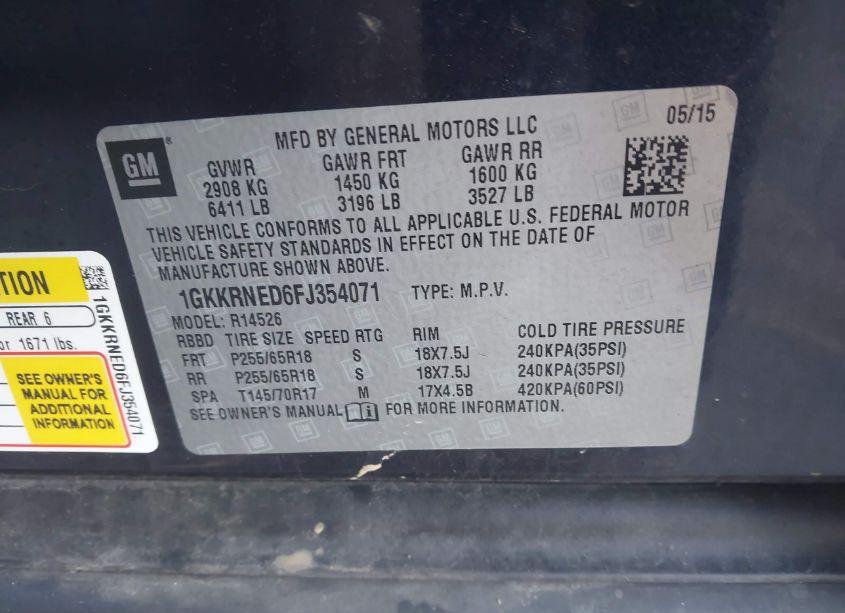 GM
®
MFD BY GENERAL MOTORS LLC
05/15
GVWR GAWR FRT GAWR RR
2908 KG 1450 KG 1600 KG
6411 LB 3196 LB 3527 LB
THIS VEHICLE CONFORMS TO ALL APPLICABLE U.S. FEDERAL MOTOR
VEHICLE SAFETY STANDARDS IN EFFECT ON THE DATE OF
MANUFACTURE SHOWN ABOVE.
1GKKRNED6FJ354071 TYPE: M.P.V.
MODEL: R14526
RBBD TIRE SIZE SPEED RTG RIM COLD TIRE PRESSURE
FRT P255/65R18 S 18X7.5J 240KPA(35PSI)
RR P255/65R18 S 18X7.5J 240KPA(35PSI)
SPA T145/70R17 M 17X4.5B 420KPA(60PSI)
SEE OWNER'S MANUAL FOR MORE INFORMATION.
REAR 6
1671 lbs.
SEE OWNER'S
MANUAL FOR
ADDITIONAL
INFORMATION
1GKKRNED6FJ354071